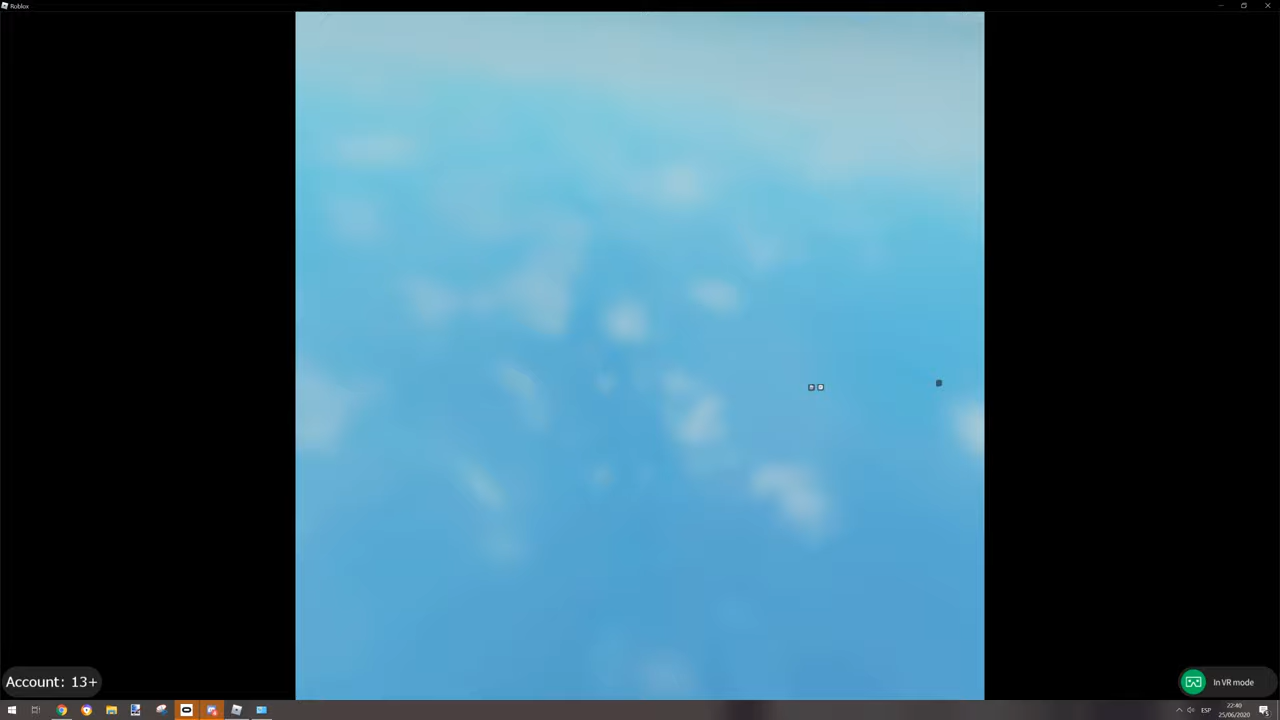 Roblox
Account: 13+
In VR mode
ESP
22:40
25/06/2020